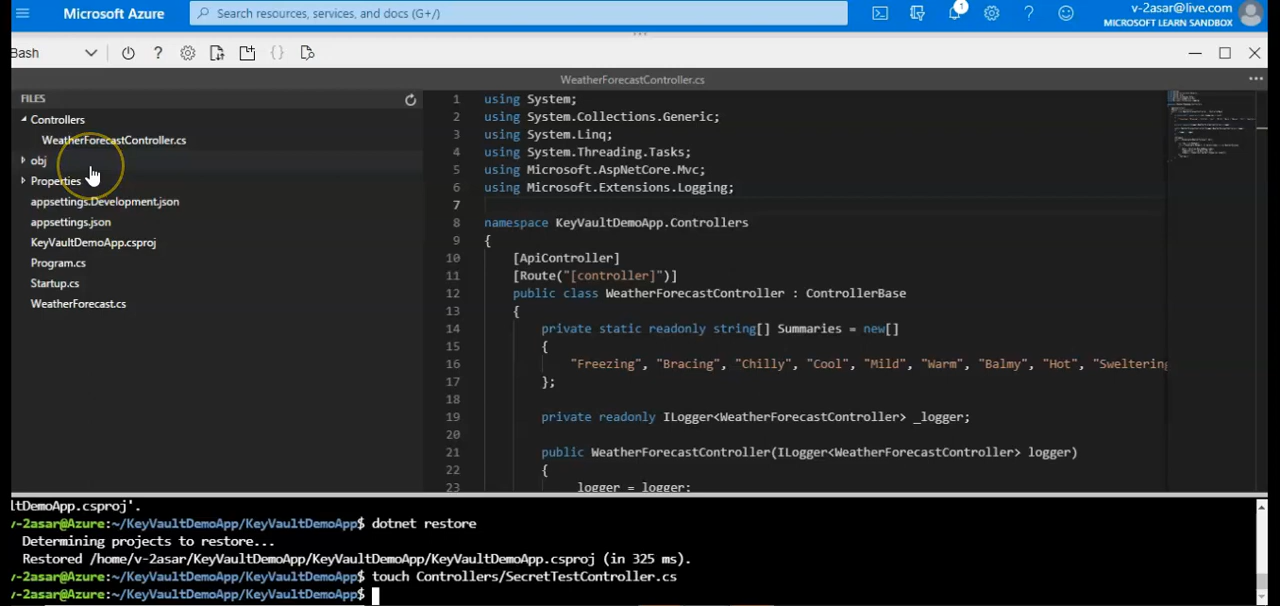 Microsoft Azure
Search resources, services, and docs (G+/)
1
v-2asar@live.com
MICROSOFT LEARN SANDBOX
Bash
?
{}
WeatherForecastController.cs
FILES
Controllers
WeatherForecastController.cs
obj
Properties
appsettings.Development.json
appsettings.json
KeyVaultDemoApp.csproj
Program.cs
Startup.cs
WeatherForecast.cs
1 using System;
2 using System.Collections.Generic;
3 using System.Linq;
4 using System.Threading.Tasks;
5 using Microsoft.AspNetCore.Mvc;
6 using Microsoft.Extensions.Logging;
7
8 namespace KeyVaultDemoApp.Controllers
9 {
10 [ApiController]
11 [Route("[controller]")]
12 public class WeatherForecastController : ControllerBase
13 {
14 private static readonly string[] Summaries = new[]
15 {
16 "Freezing", "Bracing", "Chilly", "Cool", "Mild", "Warm", "Balmy", "Hot", "Sweltering
17 };
18
19 private readonly ILogger<WeatherForecastController> _logger;
20
21 public WeatherForecastController(ILogger<WeatherForecastController> logger)
22 {
23 _logger = logger;
ltDemoApp.csproj'.
v-2asar@Azure:~/KeyVaultDemoApp/KeyVaultDemoApp$ dotnet restore
Determining projects to restore...
Restored /home/v-2asar/KeyVaultDemoApp/KeyVaultDemoApp/KeyVaultDemoApp.csproj (in 325 ms).
v-2asar@Azure:~/KeyVaultDemoApp/KeyVaultDemoApp$ touch Controllers/SecretTestController.cs
v-2asar@Azure:~/KeyVaultDemoApp/KeyVaultDemoApp$